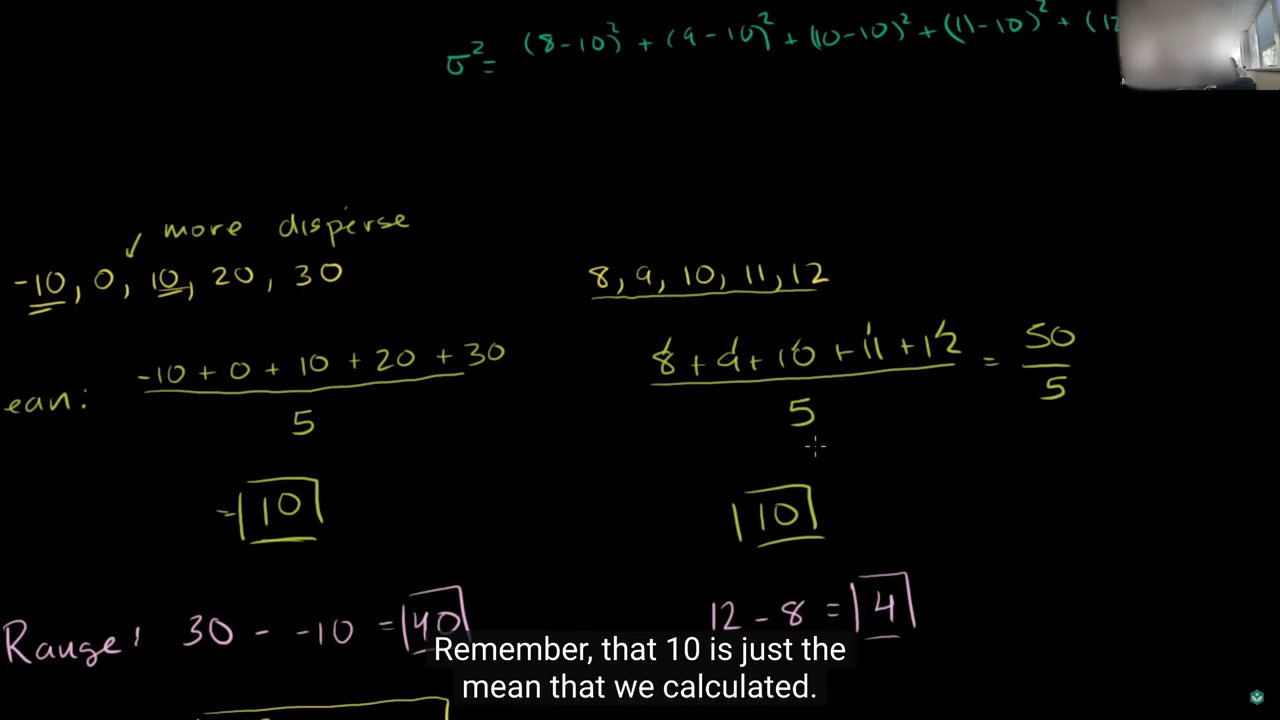 σ² = (8-10)² + (9-10)² + (10-10)² + (11-10)² + (12
more disperse
-10, 0, 10, 20, 30
8, 9, 10, 11, 12
ean:
-10 + 0 + 10 + 20 + 30
5
8 + 9 + 10 + 11 + 12
5
= 50
5
= 10
10
Range: 30 - -10 = 40
12 - 8 = 4
Remember, that 10 is just the
mean that we calculated.